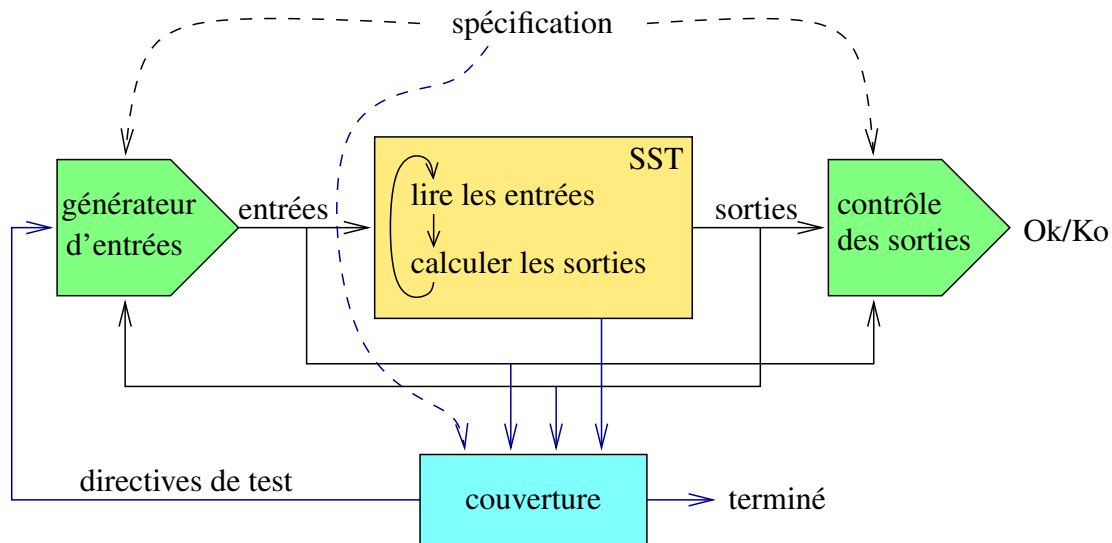 spécification
SST
générateur
d'entrées
entrées
lire les entrées
calculer les sorties
sorties
contrôle
des sorties
Ok/Ko
directives de test
couverture
terminé